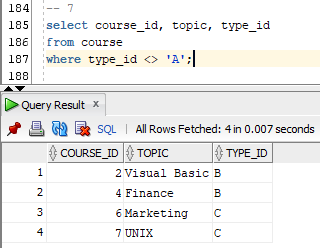 184 -- 7
185 select course_id, topic, type_id
186 from course
187 where type_id <> 'A';
188
Query Result x
SQL | All Rows Fetched: 4 in 0.007 seconds
COURSE_ID TOPIC TYPE_ID
1 2 Visual Basic B
2 4 Finance B
3 6 Marketing C
4 7 UNIX C